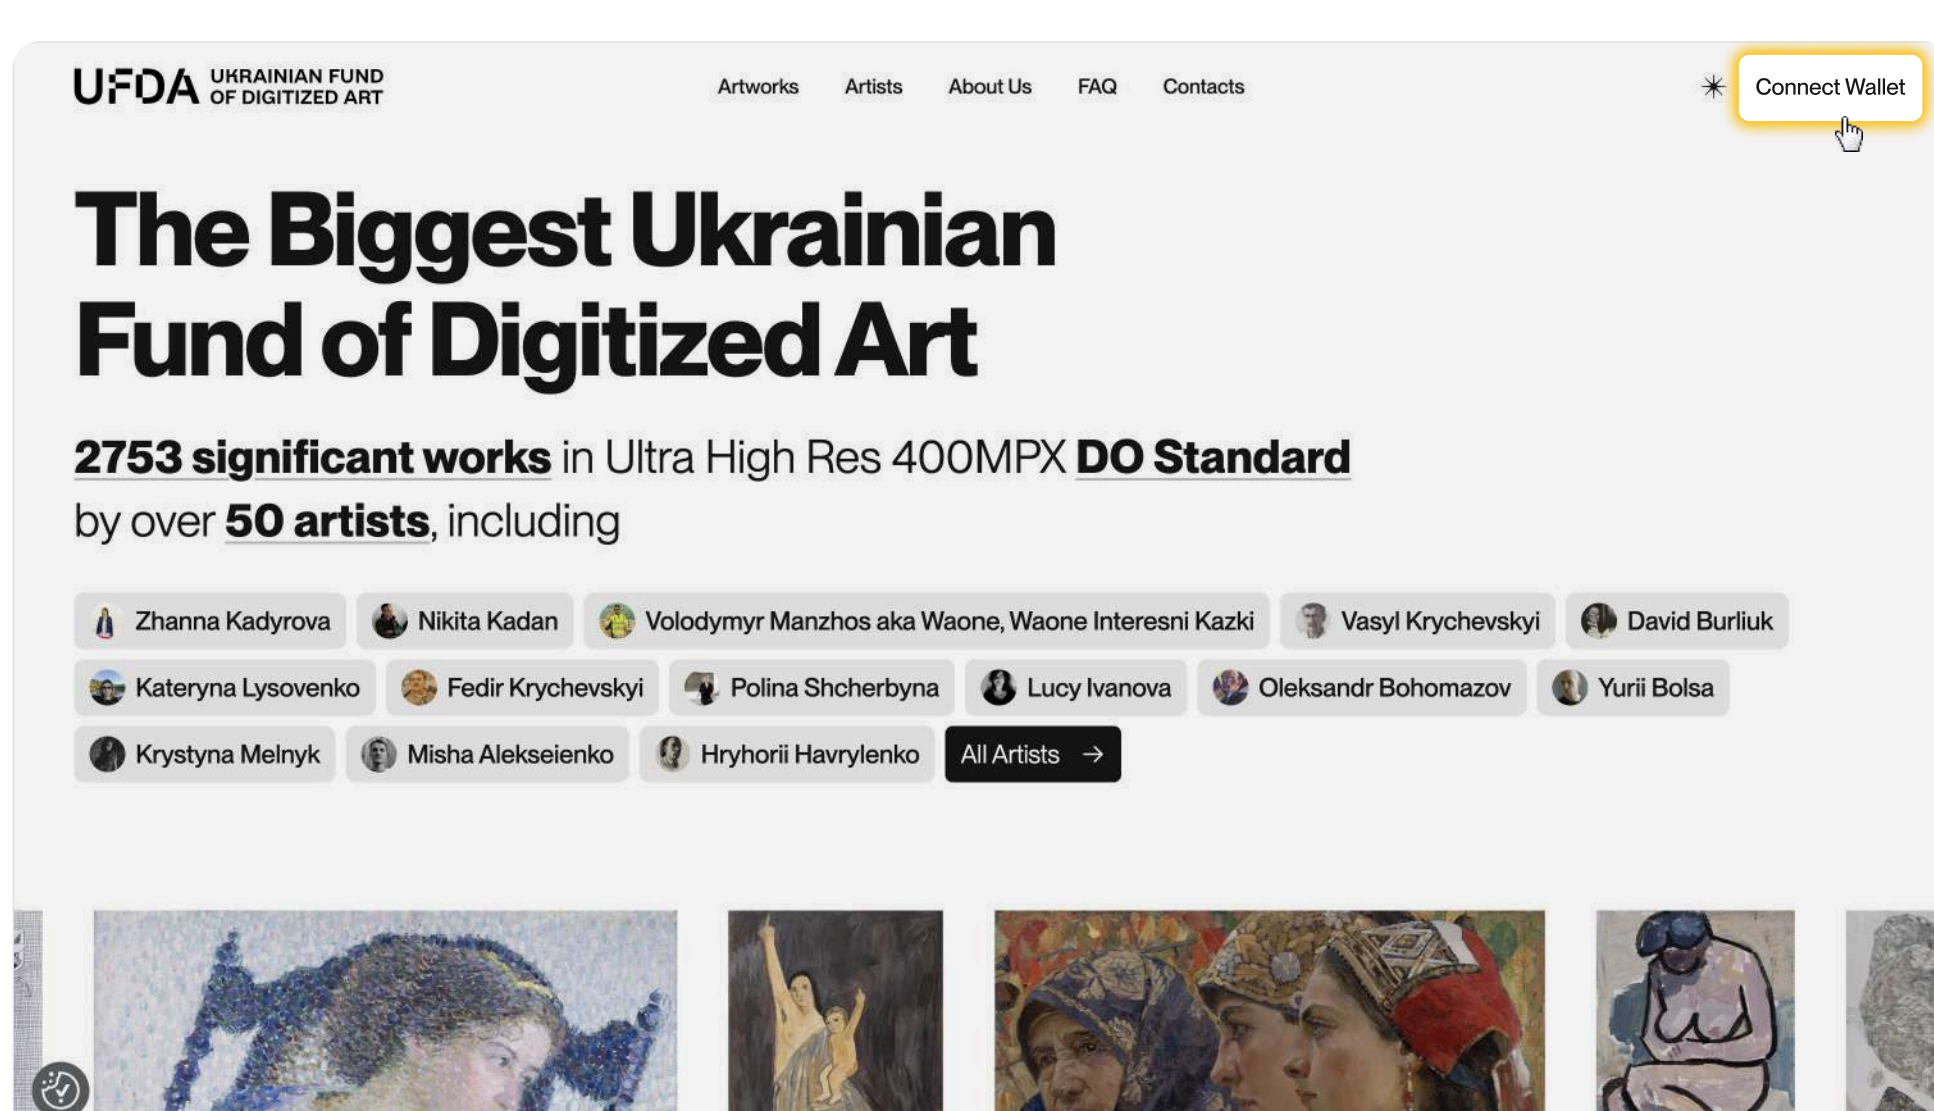 UFDA UKRAINIAN FUND
OF DIGITIZED ART
Artworks Artists About Us FAQ Contacts
Connect Wallet
The Biggest Ukrainian
Fund of Digitized Art
2753 significant works in Ultra High Res 400MPX DO Standard
by over 50 artists, including
Zhanna Kadyrova Nikita Kadan Volodymyr Manzhos aka Waone, Waone Interesni Kazki Vasyl Krychevskyi David Burliuk
Kateryna Lysovenko Fedir Krychevskyi Polina Shcherbyna Lucy Ivanova Oleksandr Bohomazov Yurii Bolsa
Krystyna Melnyk Misha Alekseienko Hryhorii Havrylenko All Artists →